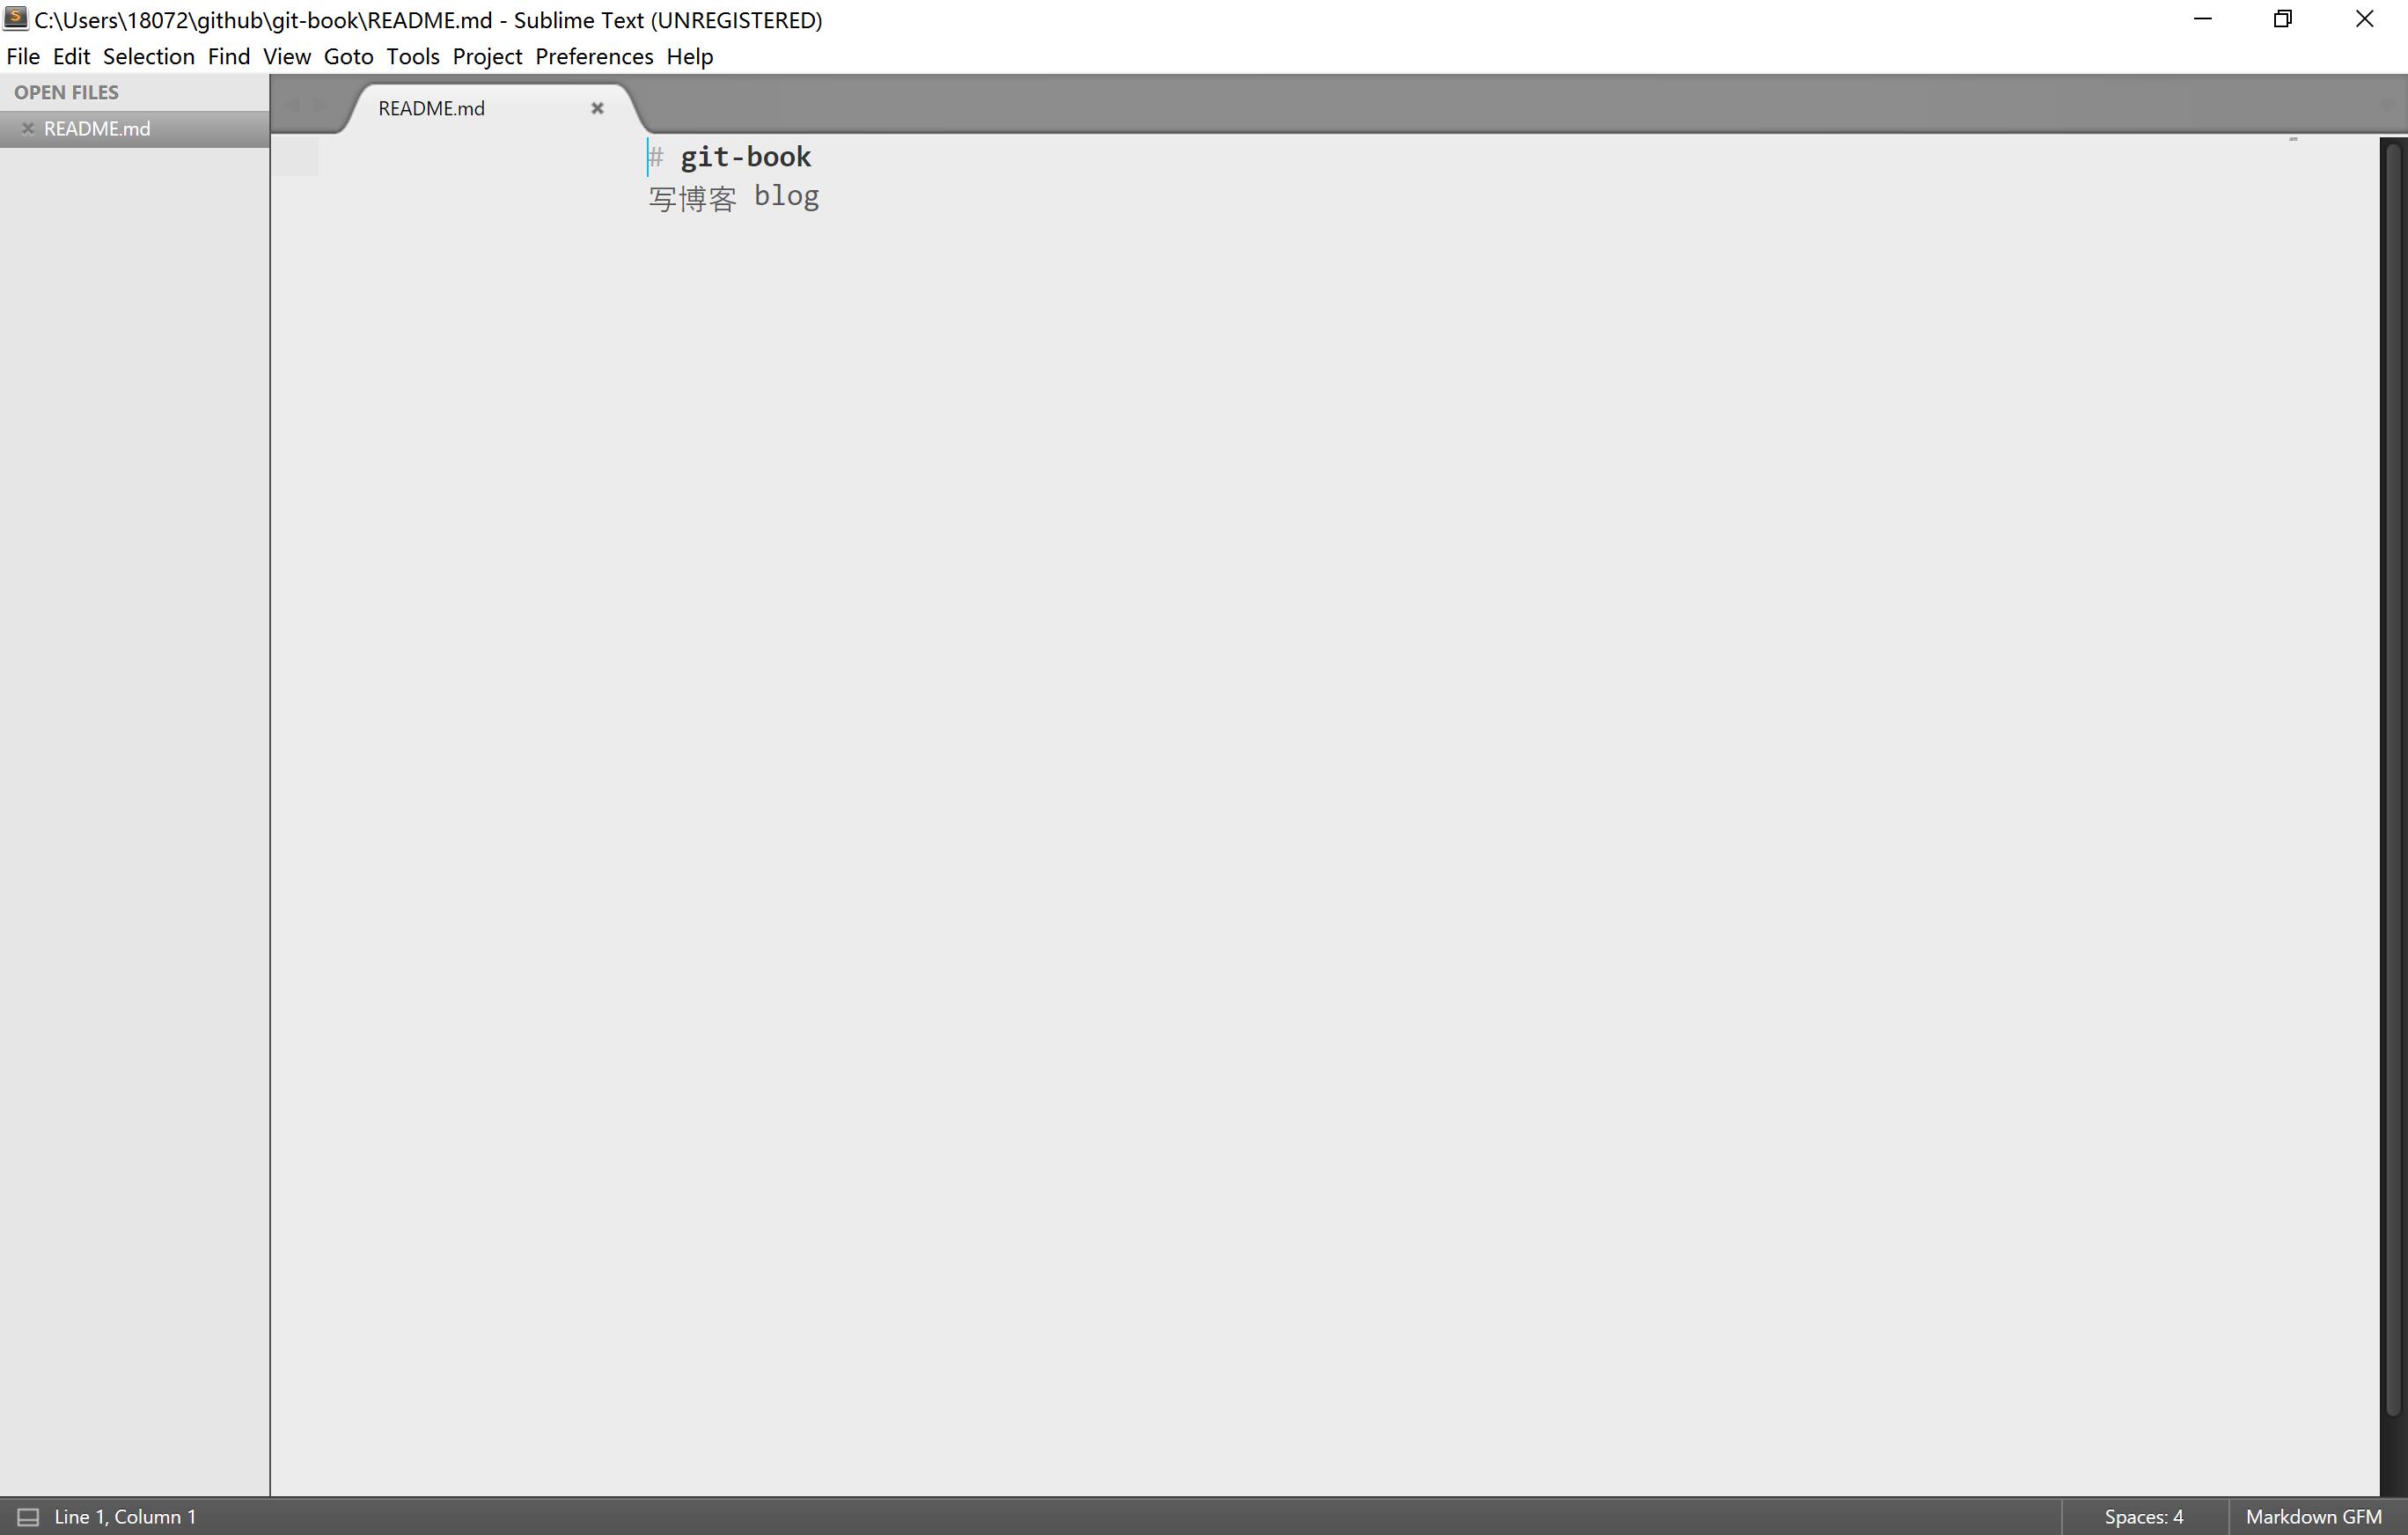 C:\Users\18072\github\git-book\README.md - Sublime Text (UNREGISTERED)
File Edit Selection Find View Goto Tools Project Preferences Help
OPEN FILES
README.md
README.md
# git-book
写博客 blog
Line 1, Column 1
Spaces: 4
Markdown GFM